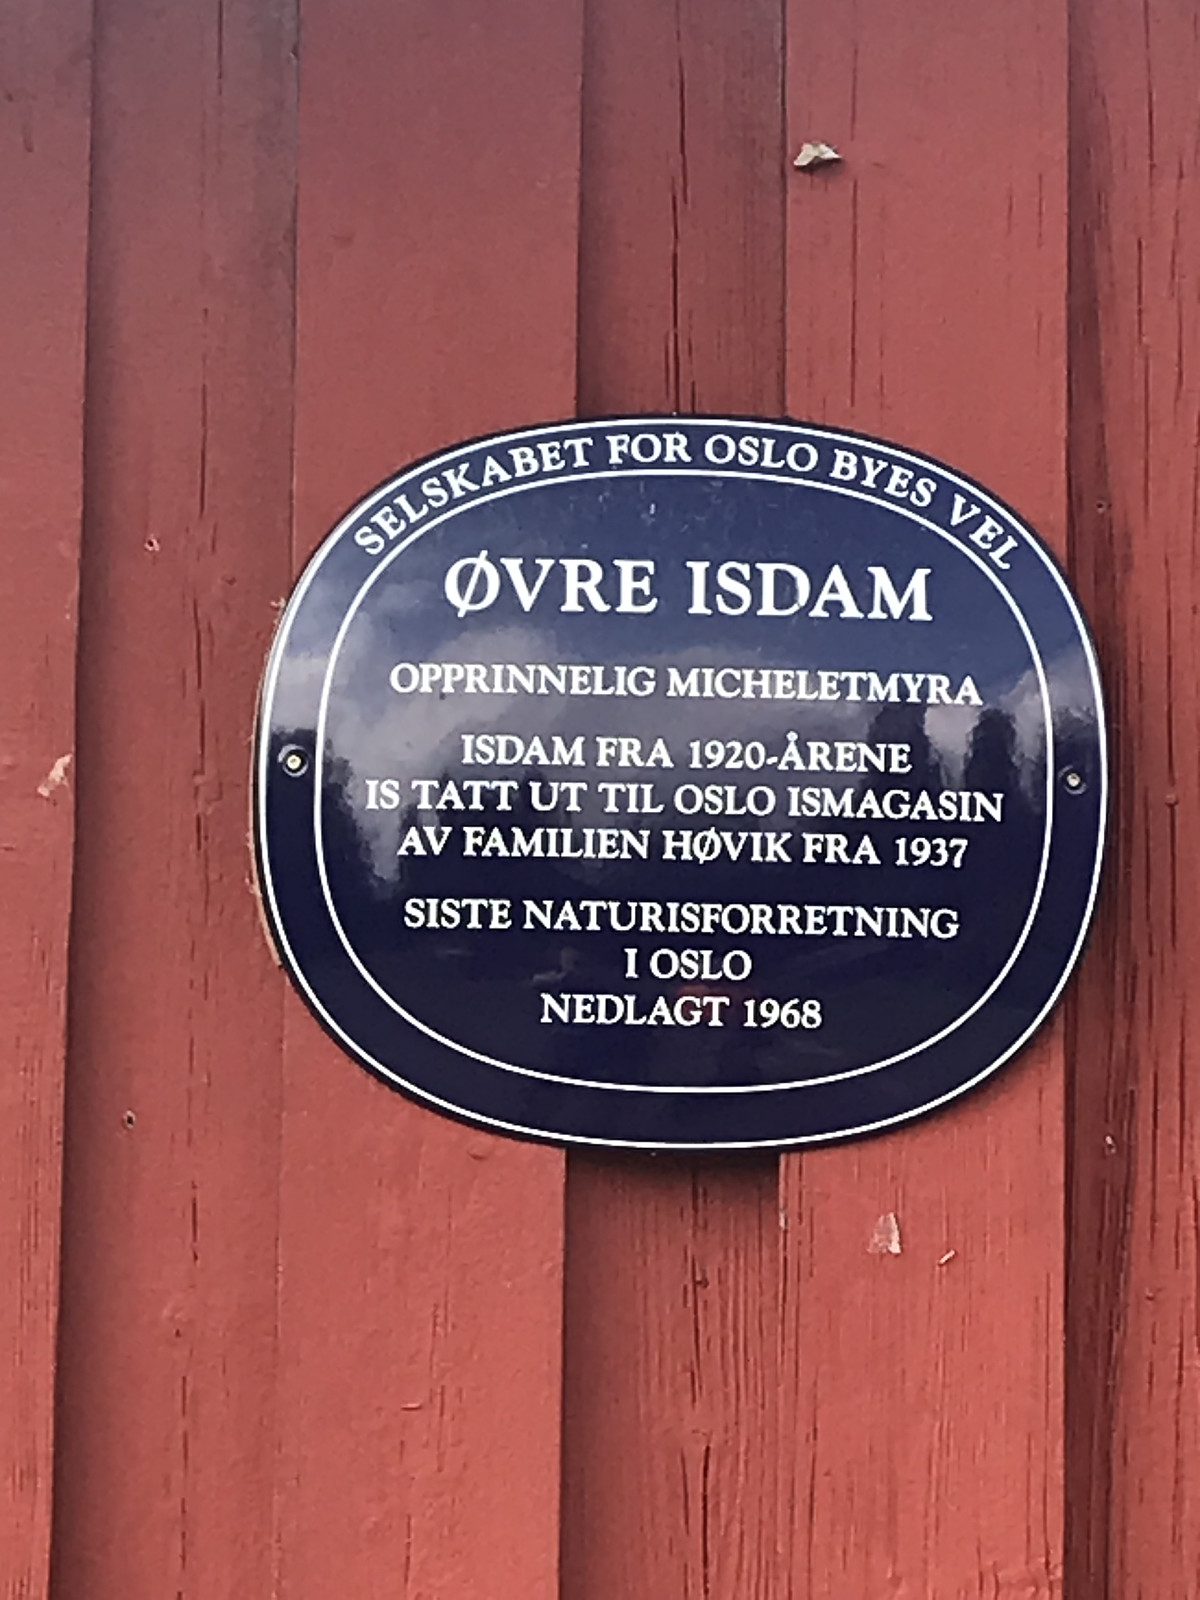 SELSKABET FOR OSLO BYES VEL
ØVRE ISDAM
OPPRINNELIG MICHELETMYRA
ISDAM FRA 1920-ÅRENE
IS TATT UT TIL OSLO ISMAGASIN
AV FAMILIEN HØVIK FRA 1937
SISTE NATURISFORRETNING
I OSLO
NEDLAGT 1968